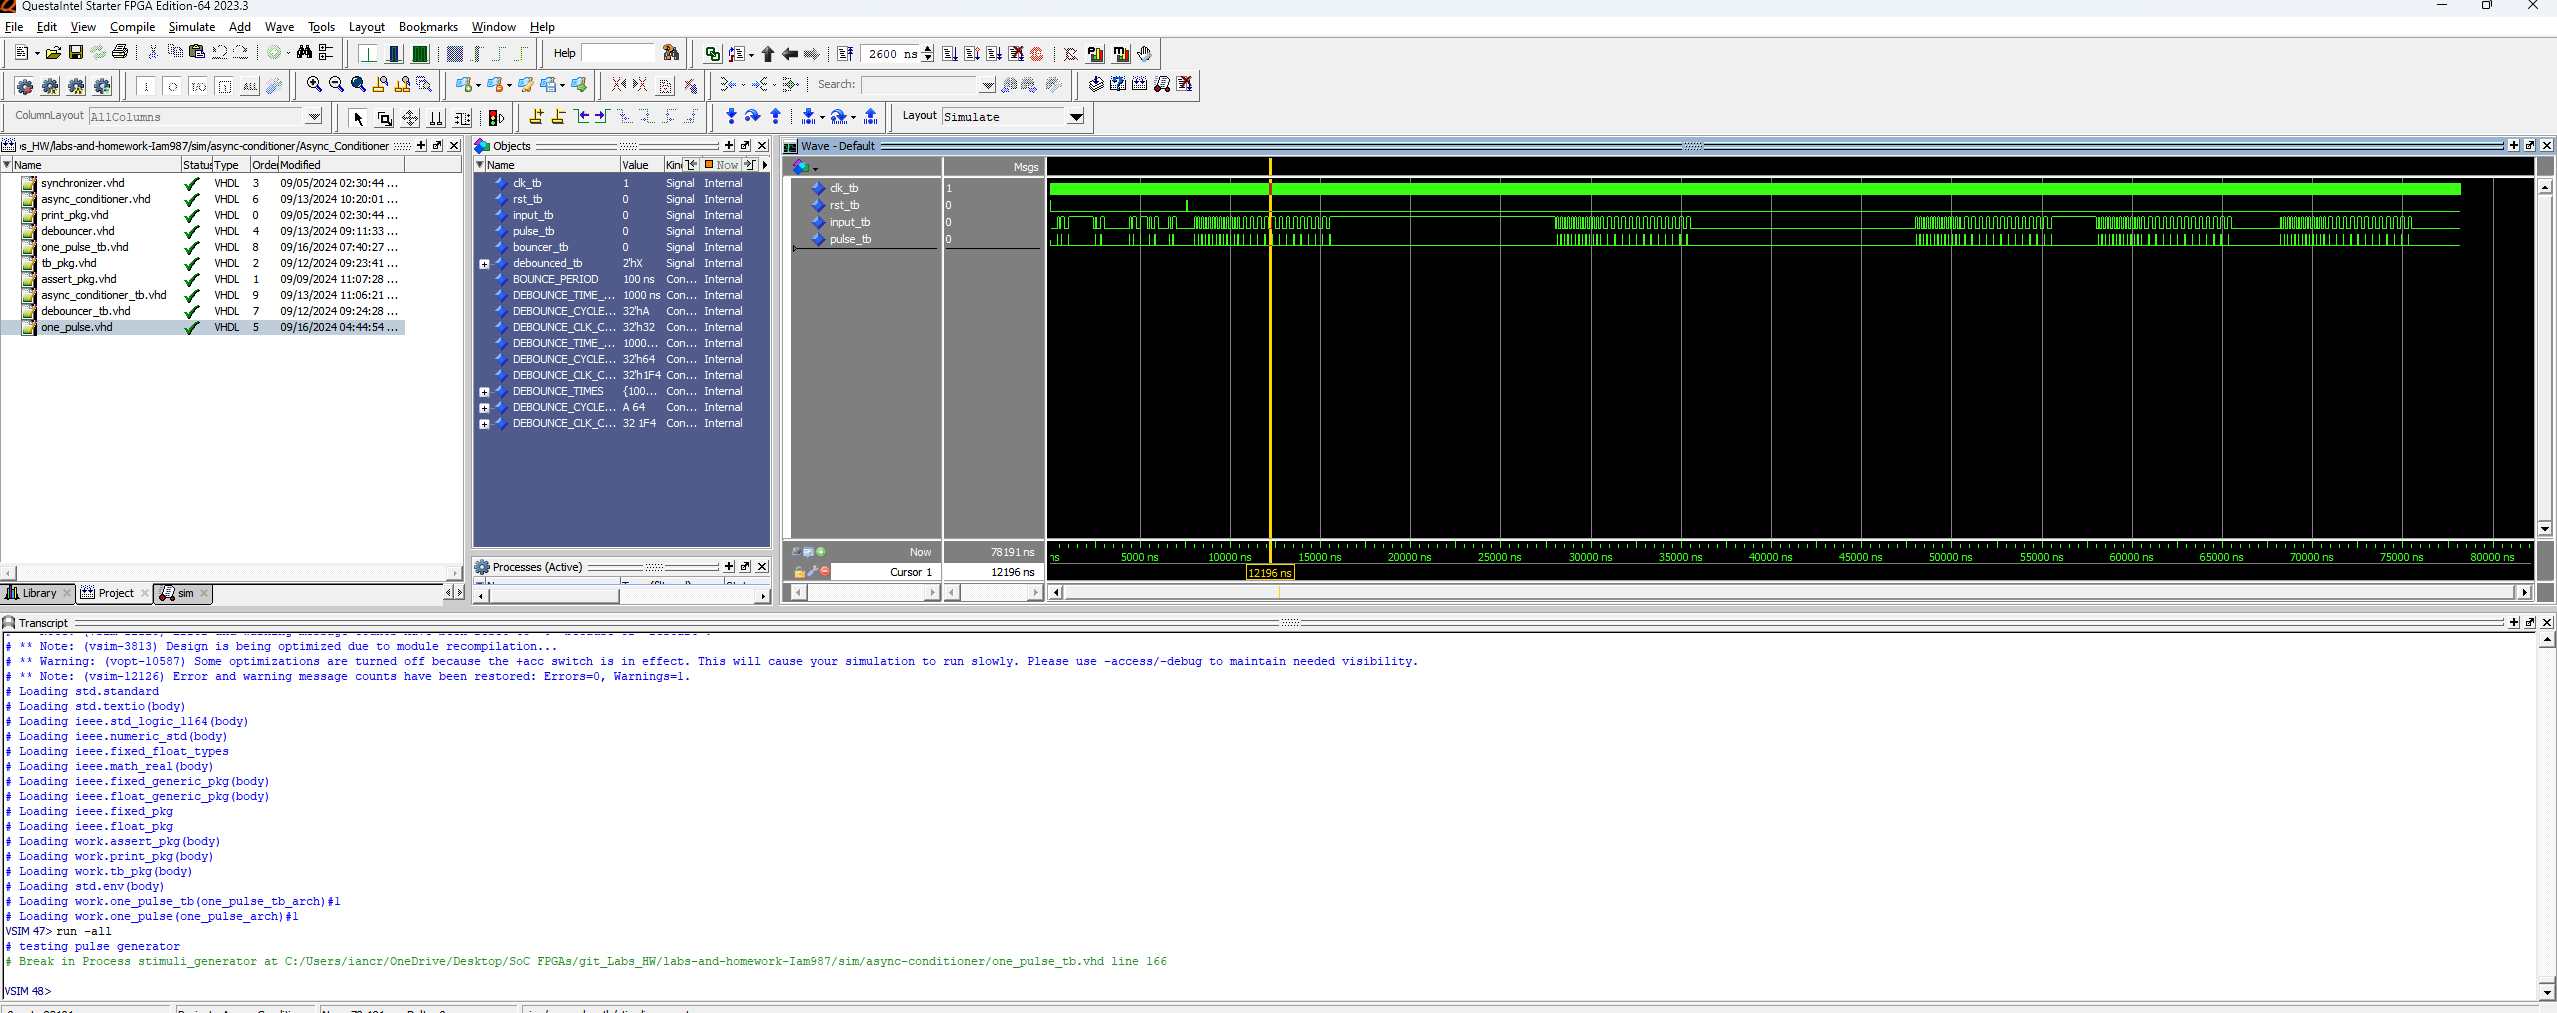 QuestaIntel Starter FPGA Edition-64 2023.3
File Edit View Compile Simulate Add Wave Tools Layout Bookmarks Window Help
Help 2600 ns
Search:
ColumnLayout AllColumns Layout Simulate
os_HW/labs-and-homework-Iam987/sim/async-conditioner/Async_Conditioner
Name Status Type Order Modified
synchronizer.vhd VHDL 3 09/05/2024 02:30:44 ...
async_conditioner.vhd VHDL 6 09/13/2024 10:20:01 ...
print_pkg.vhd VHDL 0 09/05/2024 02:30:44 ...
debouncer.vhd VHDL 4 09/13/2024 09:11:33 ...
one_pulse_tb.vhd VHDL 8 09/16/2024 07:40:27 ...
tb_pkg.vhd VHDL 2 09/12/2024 09:23:41 ...
assert_pkg.vhd VHDL 1 09/09/2024 11:07:28 ...
async_conditioner_tb.vhd VHDL 9 09/13/2024 11:06:21 ...
debouncer_tb.vhd VHDL 7 09/12/2024 09:24:28 ...
one_pulse.vhd VHDL 5 09/16/2024 04:44:54 ...
Library Project sim
Objects
Name Value Kind Now
clk_tb 1 Signal Internal
rst_tb 0 Signal Internal
input_tb 0 Signal Internal
pulse_tb 0 Signal Internal
bouncer_tb 0 Signal Internal
debounced_tb 2'hX Signal Internal
BOUNCE_PERIOD 100 ns Con... Internal
DEBOUNCE_TIME_... 1000 ns Con... Internal
DEBOUNCE_CYCLE... 32'hA Con... Internal
DEBOUNCE_CLK_C... 32'h32 Con... Internal
DEBOUNCE_TIME_... 1000... Con... Internal
DEBOUNCE_CYCLE... 32'h64 Con... Internal
DEBOUNCE_CLK_C... 32'h1F4 Con... Internal
DEBOUNCE_TIMES {100... Con... Internal
DEBOUNCE_CYCLE... A 64 Con... Internal
DEBOUNCE_CLK_C... 32 1F4 Con... Internal
Processes (Active)
Wave - Default
Msgs
clk_tb 1
rst_tb 0
input_tb 0
pulse_tb 0
Now 78191 ns
ns 5000 ns 10000 ns 15000 ns 20000 ns 25000 ns 30000 ns 35000 ns 40000 ns 45000 ns 50000 ns 55000 ns 60000 ns 65000 ns 70000 ns 75000 ns 80000 ns
Cursor 1 12196 ns
12196 ns
Transcript
# ** Note: (vsim-3813) Design is being optimized due to module recompilation...
# ** Warning: (vopt-10587) Some optimizations are turned off because the +acc switch is in effect. This will cause your simulation to run slowly. Please use -access/-debug to maintain needed visibility.
# ** Note: (vsim-12126) Error and warning message counts have been restored: Errors=0, Warnings=1.
# Loading std.standard
# Loading std.textio(body)
# Loading ieee.std_logic_1164(body)
# Loading ieee.numeric_std(body)
# Loading ieee.fixed_float_types
# Loading ieee.math_real(body)
# Loading ieee.fixed_generic_pkg(body)
# Loading ieee.float_generic_pkg(body)
# Loading ieee.fixed_pkg
# Loading ieee.float_pkg
# Loading work.assert_pkg(body)
# Loading work.print_pkg(body)
# Loading work.tb_pkg(body)
# Loading std.env(body)
# Loading work.one_pulse_tb(one_pulse_tb_arch)#1
# Loading work.one_pulse(one_pulse_arch)#1
VSIM 47> run -all
# testing pulse generator
# Break in Process stimuli_generator at C:/Users/iancr/OneDrive/Desktop/SoC FPGAs/git_Labs_HW/labs-and-homework-Iam987/sim/async-conditioner/one_pulse_tb.vhd line 166
VSIM 48>